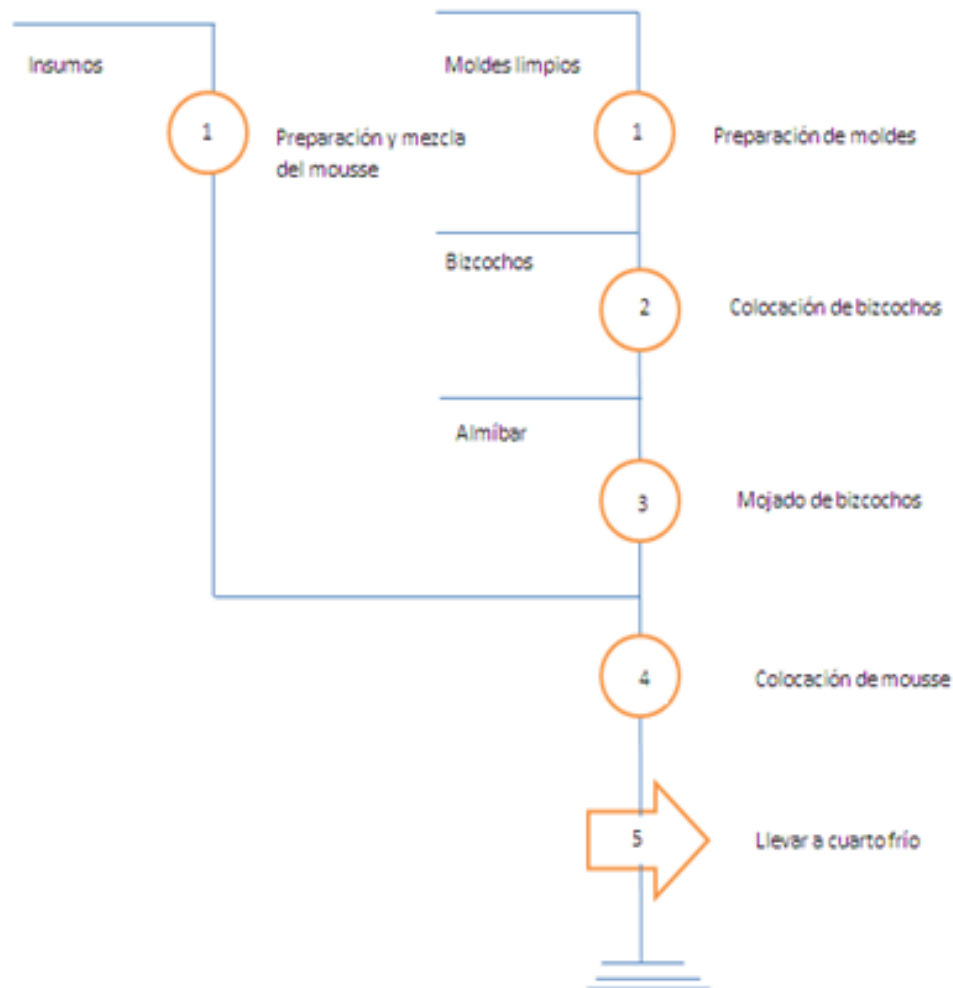 Insumos
Moldes limpios
1
Preparación y mezcla
del mousse
1
Preparación de moldes
Bizcochos
2
Colocación de bizcochos
Almíbar
3
Mojado de bizcochos
4
Colocación de mousse
5
Llevar a cuarto frío